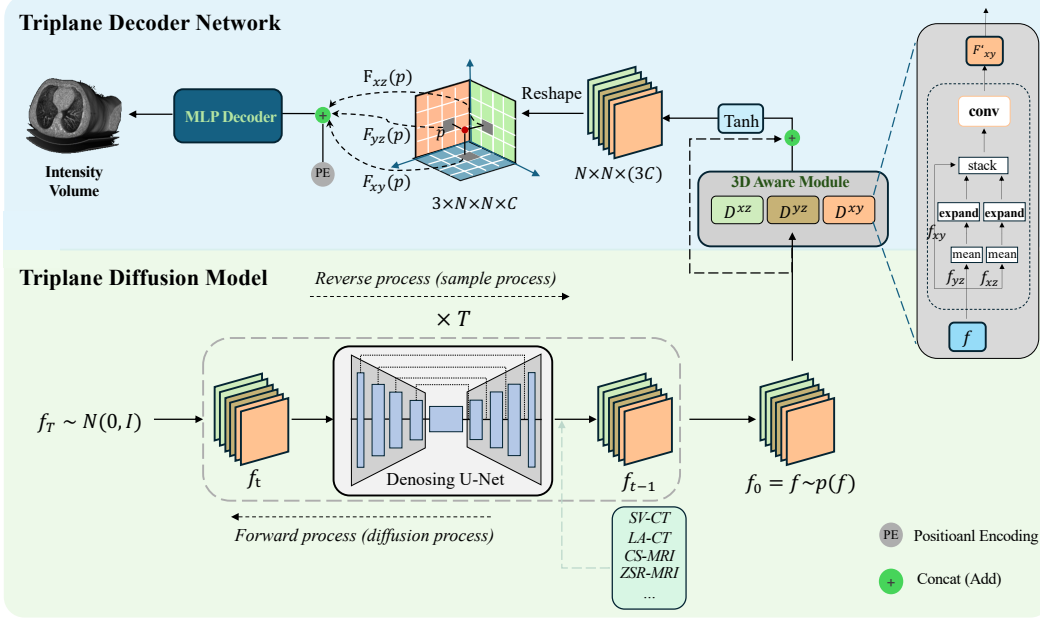 Triplane Decoder Network
Intensity
Volume
MLP Decoder
+
PE
F_xz(p)
F_yz(p)
F_xy(p)
p
3×N×N×C
Reshape
N×N×(3C)
Tanh
+
3D Aware Module
D^xz
D^yz
D^xy
F'_xy
conv
stack
expand
expand
f_xy
mean
mean
f_yz
f_xz
f
Triplane Diffusion Model
Reverse process (sample process)
× T
f_T ~ N(0, I)
f_t
Denosing U-Net
f_{t−1}
f_0 = f~p(f)
Forward process (diffusion process)
SV-CT
LA-CT
CS-MRI
ZSR-MRI
...
PE Positioanl Encoding
+ Concat (Add)